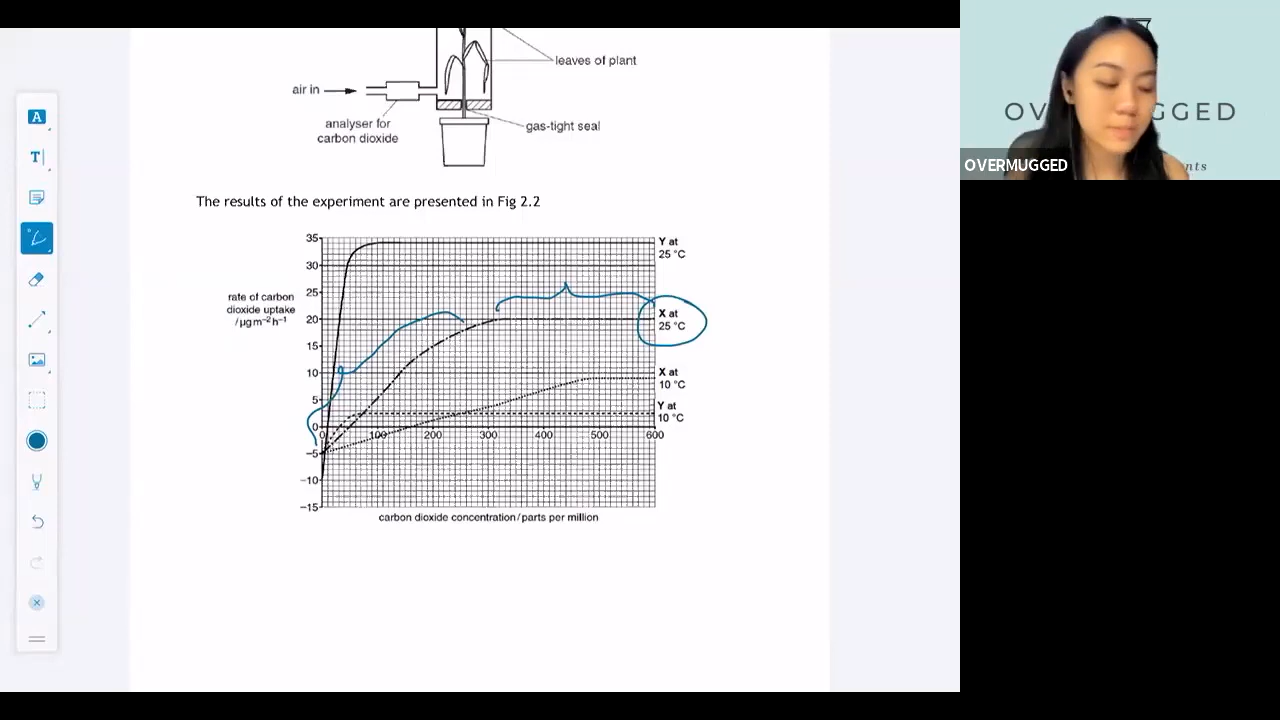 leaves of plant
air in
analyser for
carbon dioxide
gas-tight seal
The results of the experiment are presented in Fig 2.2
35
30
25
20
15
10
5
0
−5
−10
−15
rate of carbon
dioxide uptake
/µg m⁻² h⁻¹
Y at
25 °C
X at
25 °C
X at
10 °C
Y at
10 °C
0 100 200 300 400 500 600
carbon dioxide concentration / parts per million
A
T
OVERMUGGED